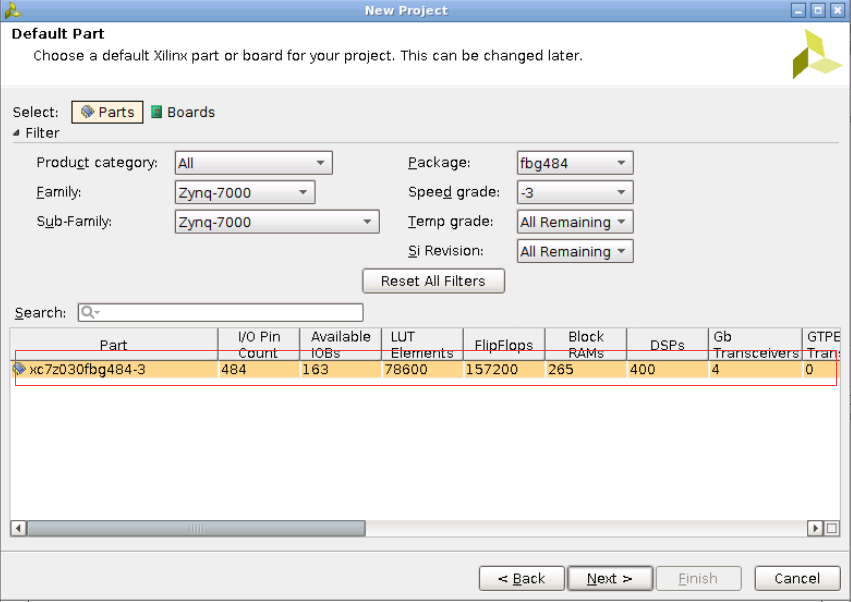 New Project
Default Part
Choose a default Xilinx part or board for your project. This can be changed later.
Select: Parts Boards
Filter
Product category: All Package: fbg484
Family: Zynq-7000 Speed grade: -3
Sub-Family: Zynq-7000 Temp grade: All Remaining
Si Revision: All Remaining
Reset All Filters
Search: Q-
Part I/O Pin Count Available IOBs LUT Elements FlipFlops Block RAMs DSPs Gb Transceivers GTPE Tran
xc7z030fbg484-3 484 163 78600 157200 265 400 4 0
< Back Next > Finish Cancel